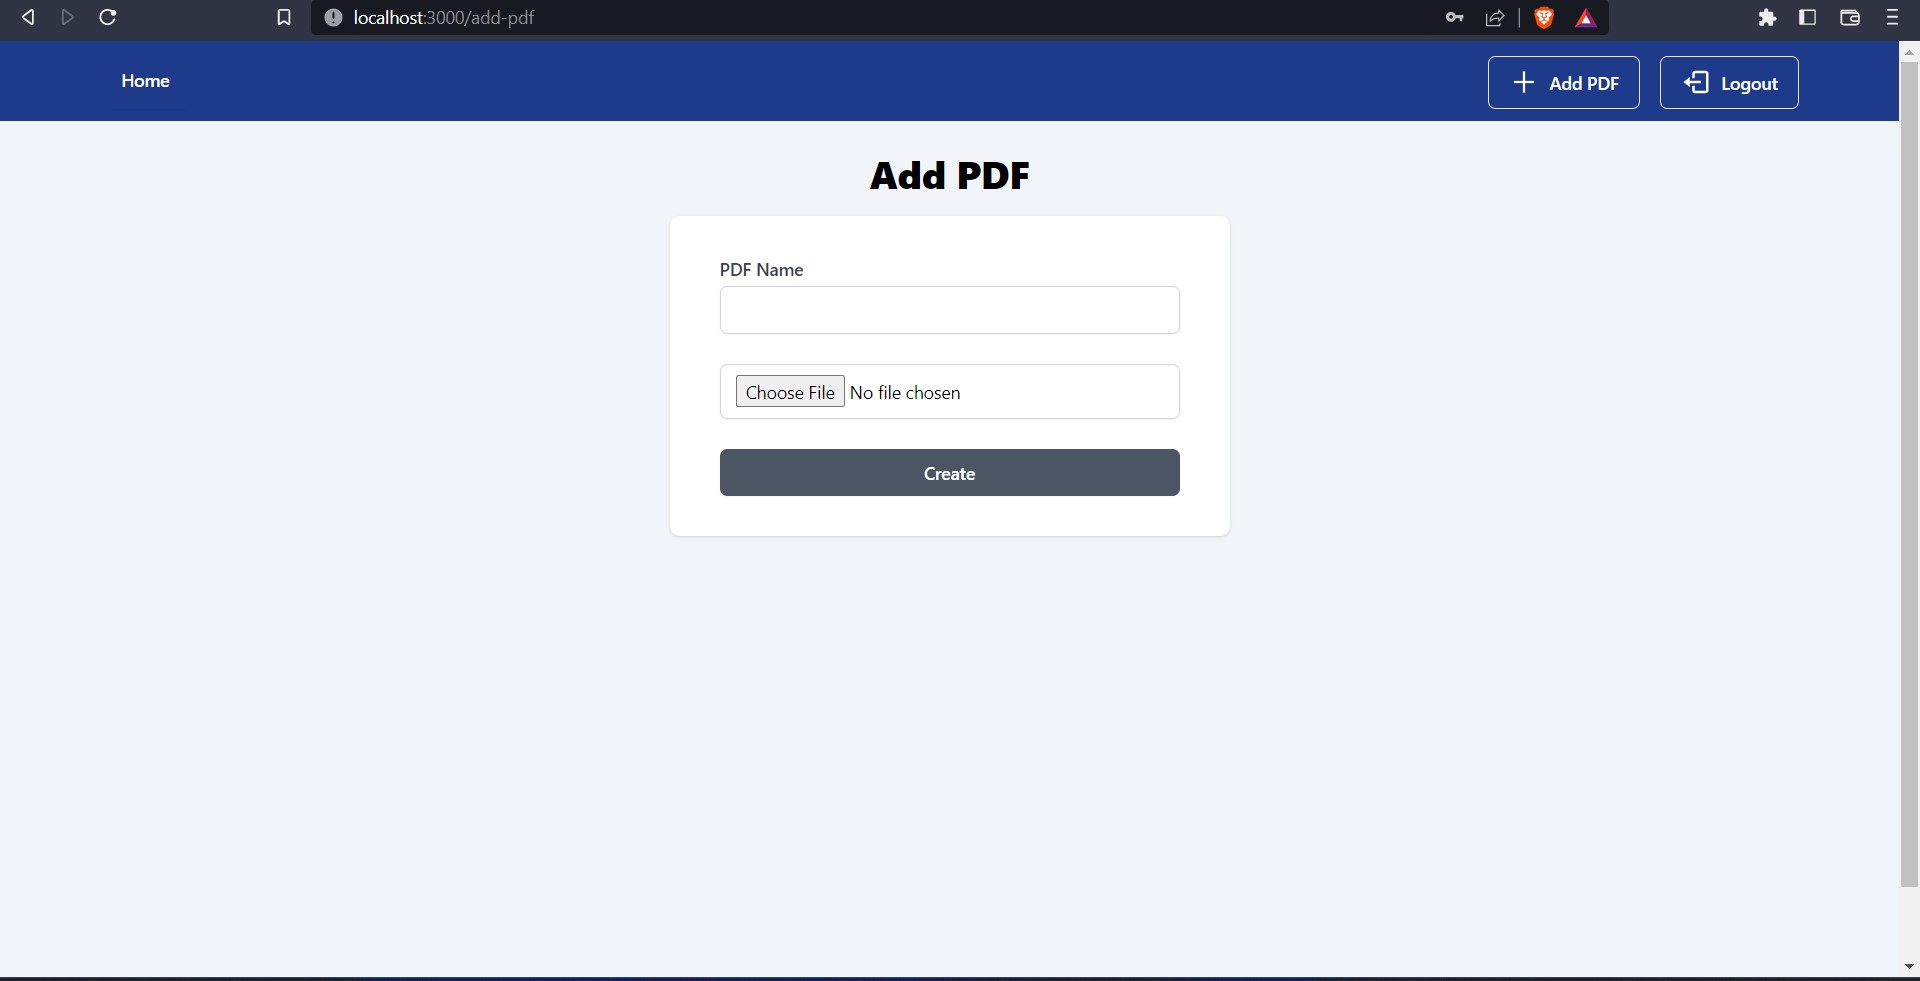 localhost:3000/add-pdf
Home
Add PDF
Logout
Add PDF
PDF Name
Choose File No file chosen
Create